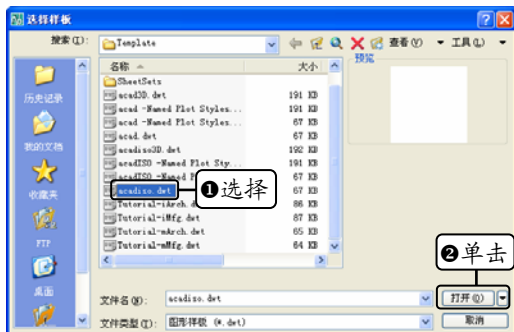 选择样板
搜索(I): Template 查看(V) 工具(L)
名称 大小 预览
SheetSets
acad3D.dwt 191 KB
acad -Named Plot Styles... 191 KB
acad -Named Plot Styles... 67 KB
acad.dwt 67 KB
acadiso3D.dwt 192 KB
acadISO -Named Plot Sty... 191 KB
acadISO -Named Plot Sty... 67 KB
acadiso.dwt 67 KB
❶选择
Tutorial-iArch.dwt 86 KB
Tutorial-iMfg.dwt 87 KB
Tutorial-mArch.dwt 65 KB
Tutorial-mMfg.dwt 64 KB
历史记录
我的文档
收藏夹
FTP
桌面
❷单击
文件名(N): acadiso.dwt 打开(O)
文件类型(T): 图形样板 (*.dwt) 取消